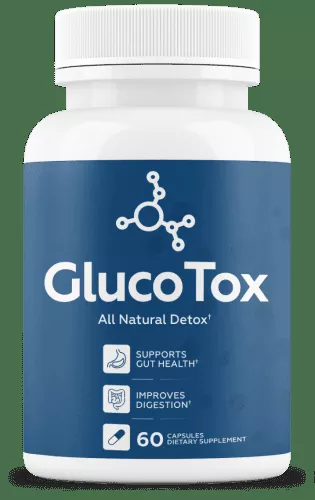 GlucoTox
All Natural Detox†
SUPPORTS
GUT HEALTH†
IMPROVES
DIGESTION†
60 CAPSULES
DIETARY SUPPLEMENT